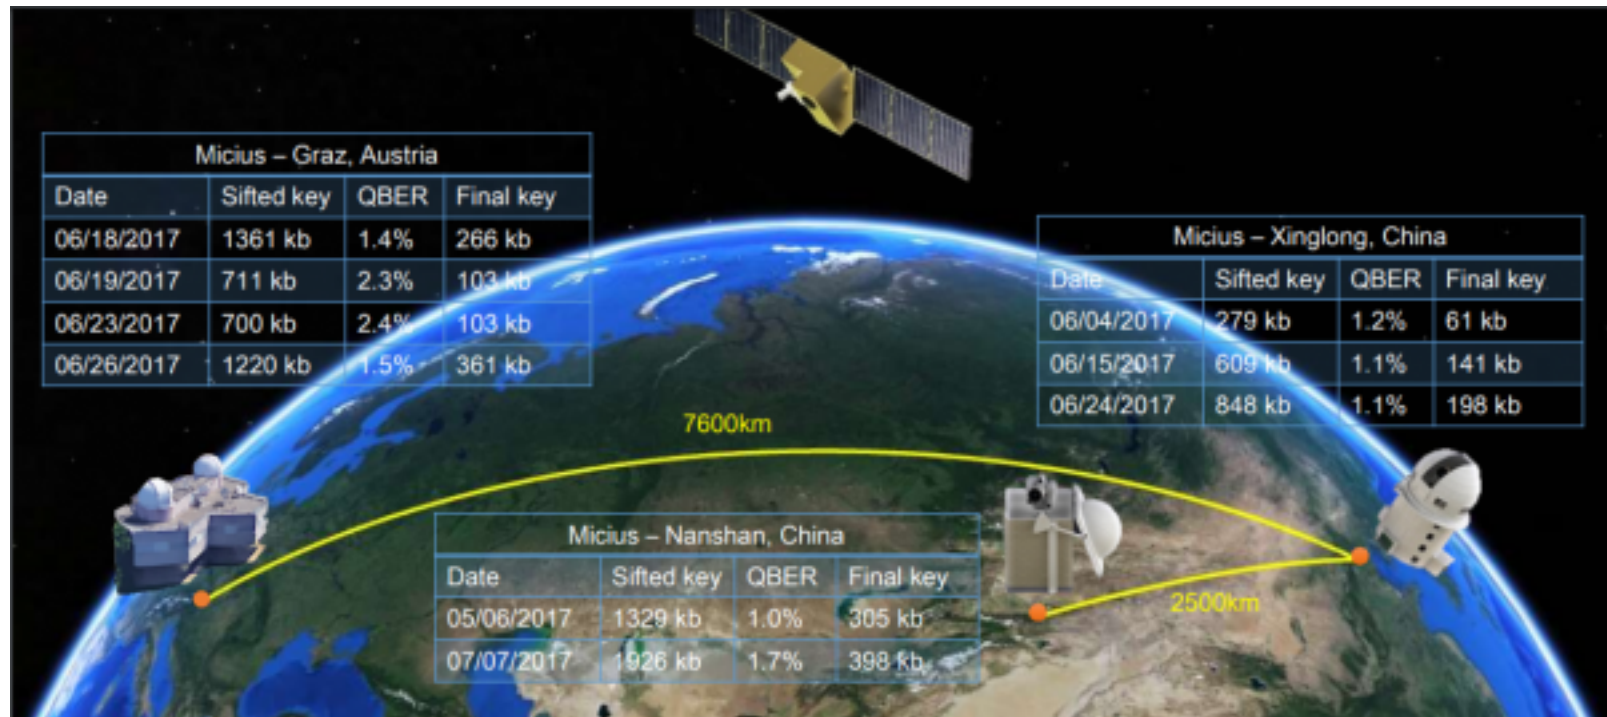 Micius – Graz, Austria
Date Sifted key QBER Final key
06/18/2017 1361 kb 1.4% 266 kb
06/19/2017 711 kb 2.3% 103 kb
06/23/2017 700 kb 2.4% 103 kb
06/26/2017 1220 kb 1.5% 361 kb
Micius – Xinglong, China
Date Sifted key QBER Final key
06/04/2017 279 kb 1.2% 61 kb
06/15/2017 609 kb 1.1% 141 kb
06/24/2017 848 kb 1.1% 198 kb
7600km
Micius – Nanshan, China
Date Sifted key QBER Final key
05/06/2017 1329 kb 1.0% 305 kb
07/07/2017 1926 kb 1.7% 398 kb
2500km